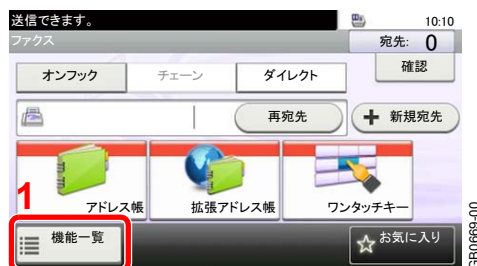 送信できます。 10:10
ファクス 宛先: 0
オンフック チェーン ダイレクト 確認
再宛先 + 新規宛先
アドレス帳 拡張アドレス帳 ワンタッチキー
1
機能一覧 お気に入り
GB0669-00